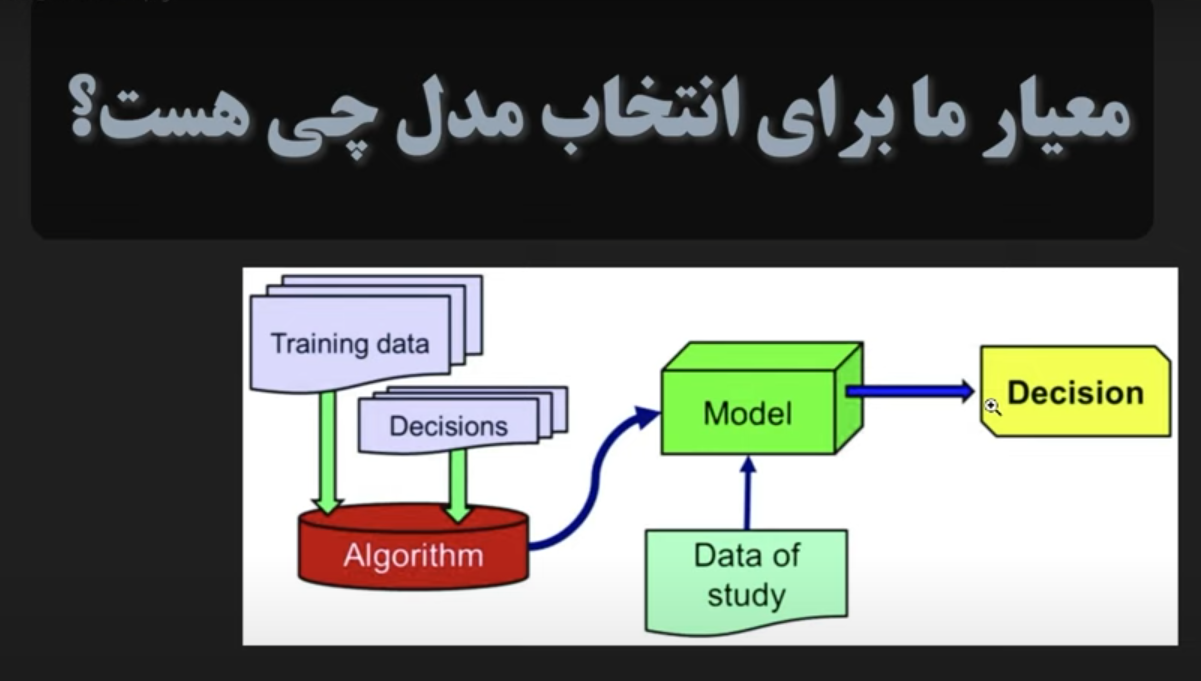 معیار ما برای انتخاب مدل چی هست؟
Training data
Decisions
Algorithm
Model
Decision
Data of
study